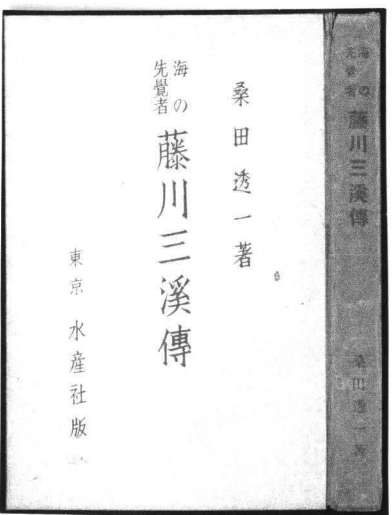 桑田透一著
海の
先覺者
藤川三溪傳
東京 水産社版
海の
先覺者
藤川三溪傳
桑田透一著